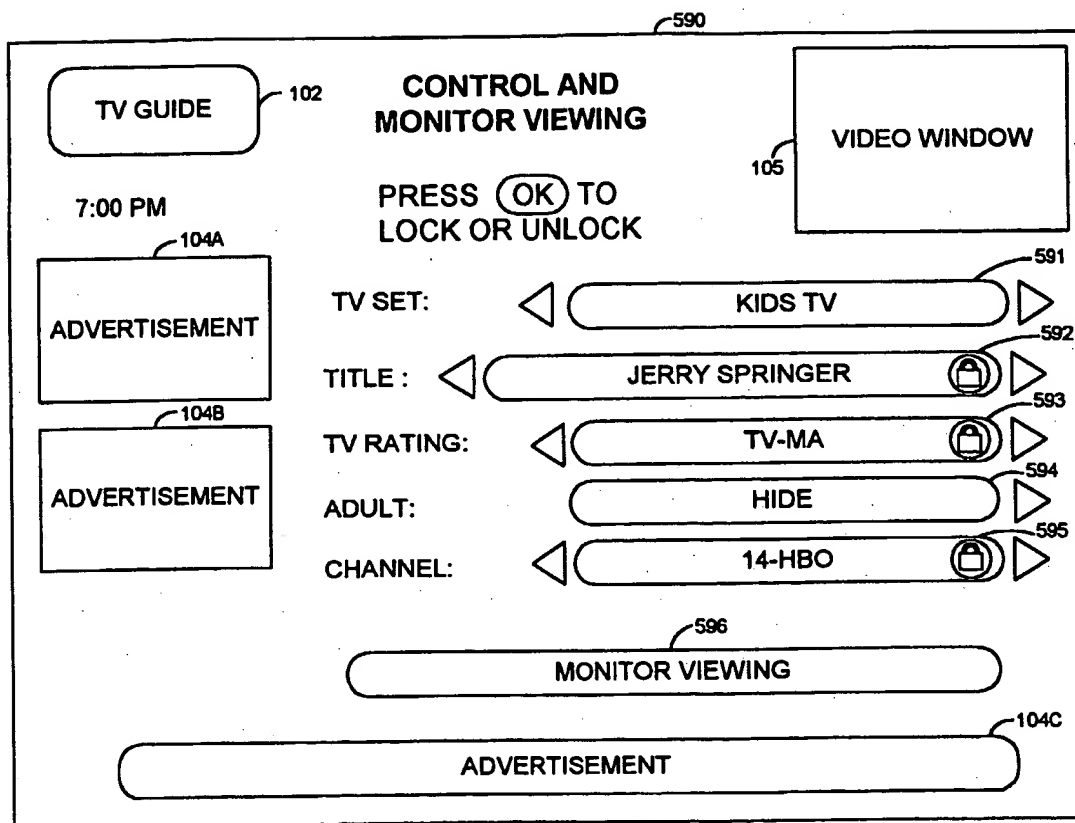 590
TV GUIDE
102
CONTROL AND
MONITOR VIEWING
VIDEO WINDOW
105
7:00 PM
PRESS OK TO
LOCK OR UNLOCK
104A
ADVERTISEMENT
591
TV SET:
KIDS TV
592
TITLE :
JERRY SPRINGER
104B
ADVERTISEMENT
593
TV RATING:
TV-MA
594
ADULT:
HIDE
595
CHANNEL:
14-HBO
596
MONITOR VIEWING
104C
ADVERTISEMENT